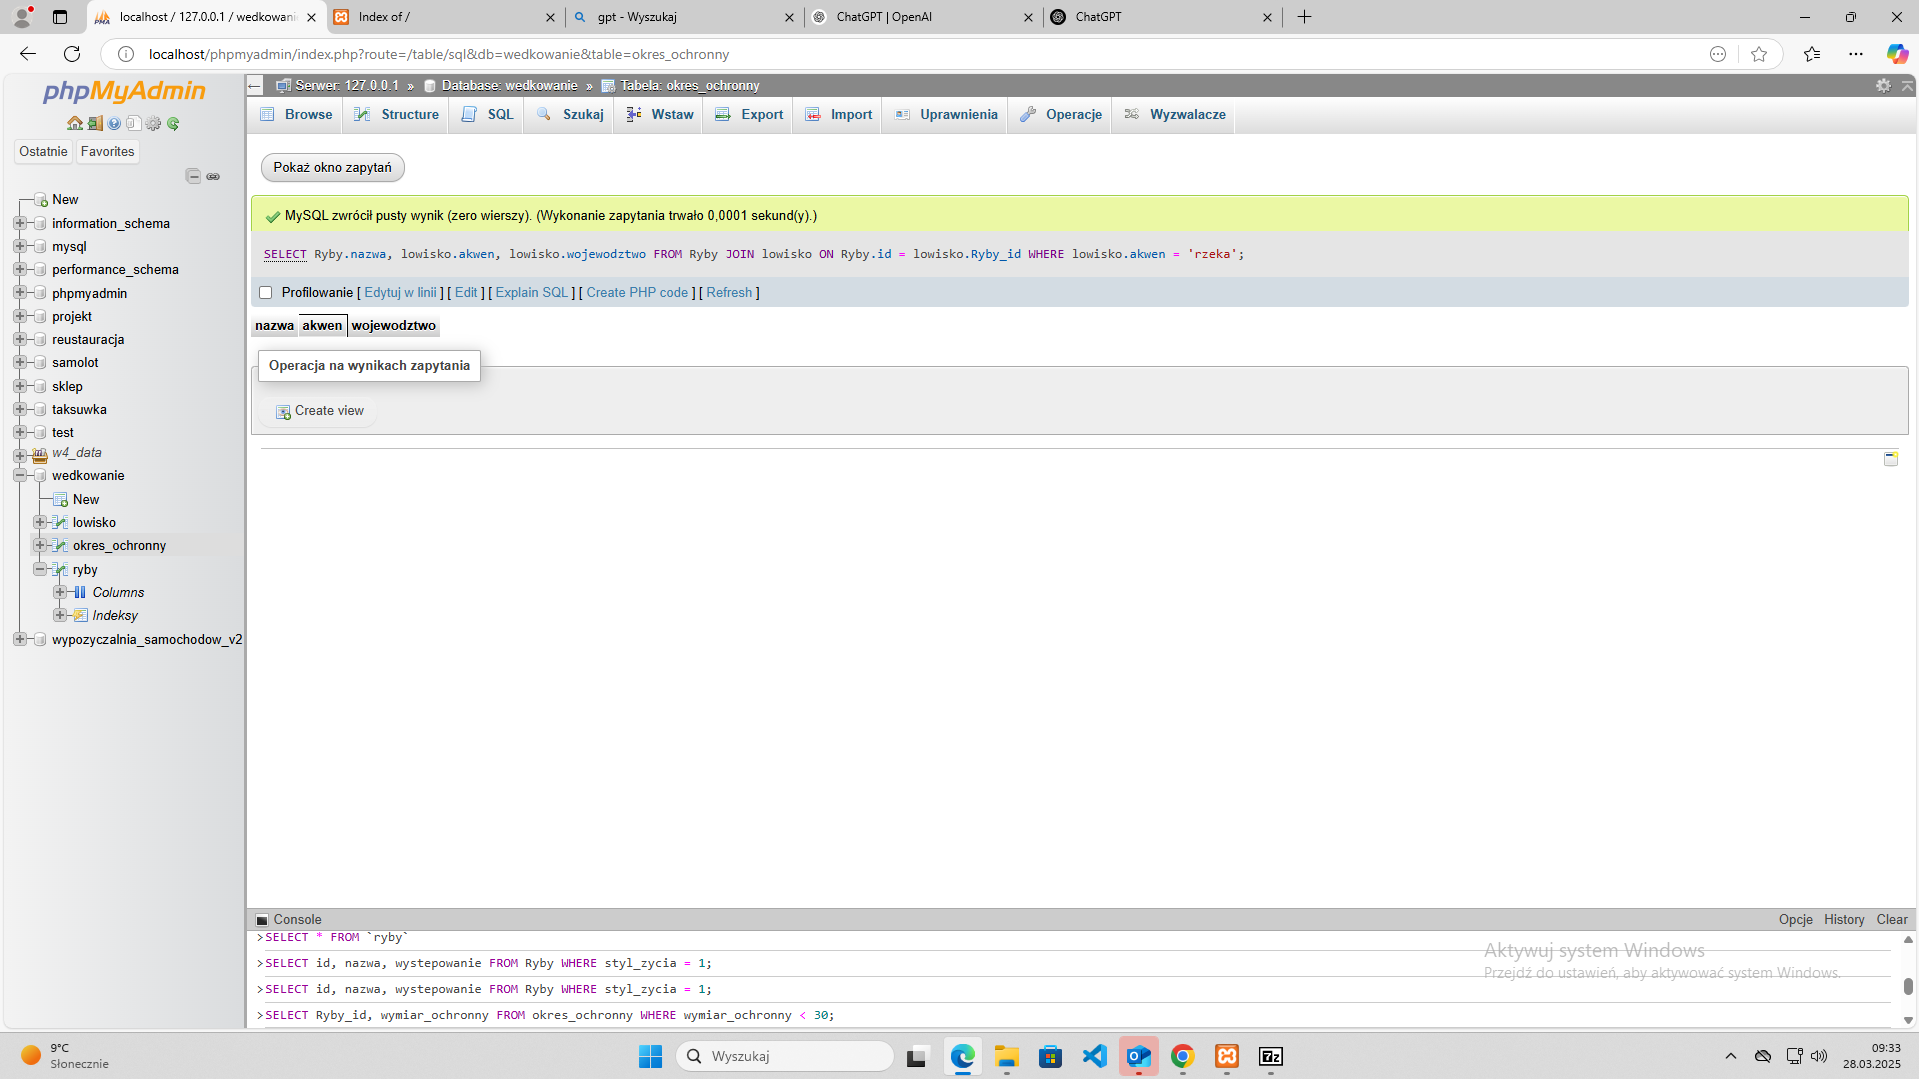 localhost / 127.0.0.1 / wedkowani
Index of /
gpt - Wyszukaj
ChatGPT | OpenAI
ChatGPT
localhost/phpmyadmin/index.php?route=/table/sql&db=wedkowanie&table=okres_ochronny
phpMyAdmin
Ostatnie
Favorites
New
information_schema
mysql
performance_schema
phpmyadmin
projekt
reustauracja
samolot
sklep
taksuwka
test
w4_data
wedkowanie
New
lowisko
okres_ochronny
ryby
Columns
Indeksy
wypozyczalnia_samochodow_v2
Serwer: 127.0.0.1 » Database: wedkowanie » Tabela: okres_ochronny
Browse Structure SQL Szukaj Wstaw Export Import Uprawnienia Operacje Wyzwalacze
Pokaż okno zapytań
MySQL zwrócił pusty wynik (zero wierszy). (Wykonanie zapytania trwało 0,0001 sekund(y).)
SELECT Ryby.nazwa, lowisko.akwen, lowisko.wojewodztwo FROM Ryby JOIN lowisko ON Ryby.id = lowisko.Ryby_id WHERE lowisko.akwen = 'rzeka';
Profilowanie [ Edytuj w linii ] [ Edit ] [ Explain SQL ] [ Create PHP code ] [ Refresh ]
nazwa akwen wojewodztwo
Operacja na wynikach zapytania
Create view
Console
Opcje History Clear
>SELECT * FROM `ryby`
>SELECT id, nazwa, wystepowanie FROM Ryby WHERE styl_zycia = 1;
>SELECT id, nazwa, wystepowanie FROM Ryby WHERE styl_zycia = 1;
>SELECT Ryby_id, wymiar_ochronny FROM okres_ochronny WHERE wymiar_ochronny < 30;
Aktywuj system Windows
Przejdź do ustawień, aby aktywować system Windows.
9°C
Słonecznie
Wyszukaj
09:33
28.03.2025